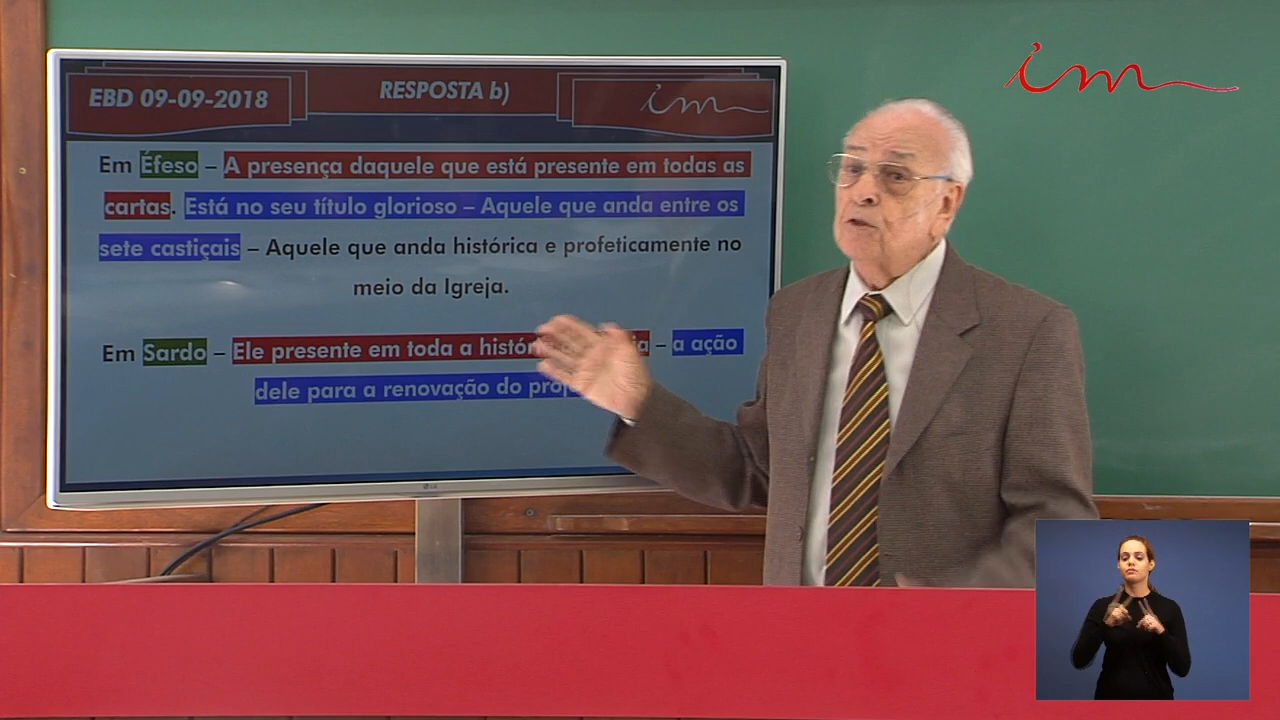 im
EBD 09-09-2018
RESPOSTA b)
im
Em Éfeso – A presença daquele que está presente em todas as
cartas. Está no seu título glorioso – Aquele que anda entre os
sete castiçais – Aquele que anda histórica e profeticamente no
meio da Igreja.
Em Sardo – Ele presente em toda a – a ação
dele para a renovação do
LG